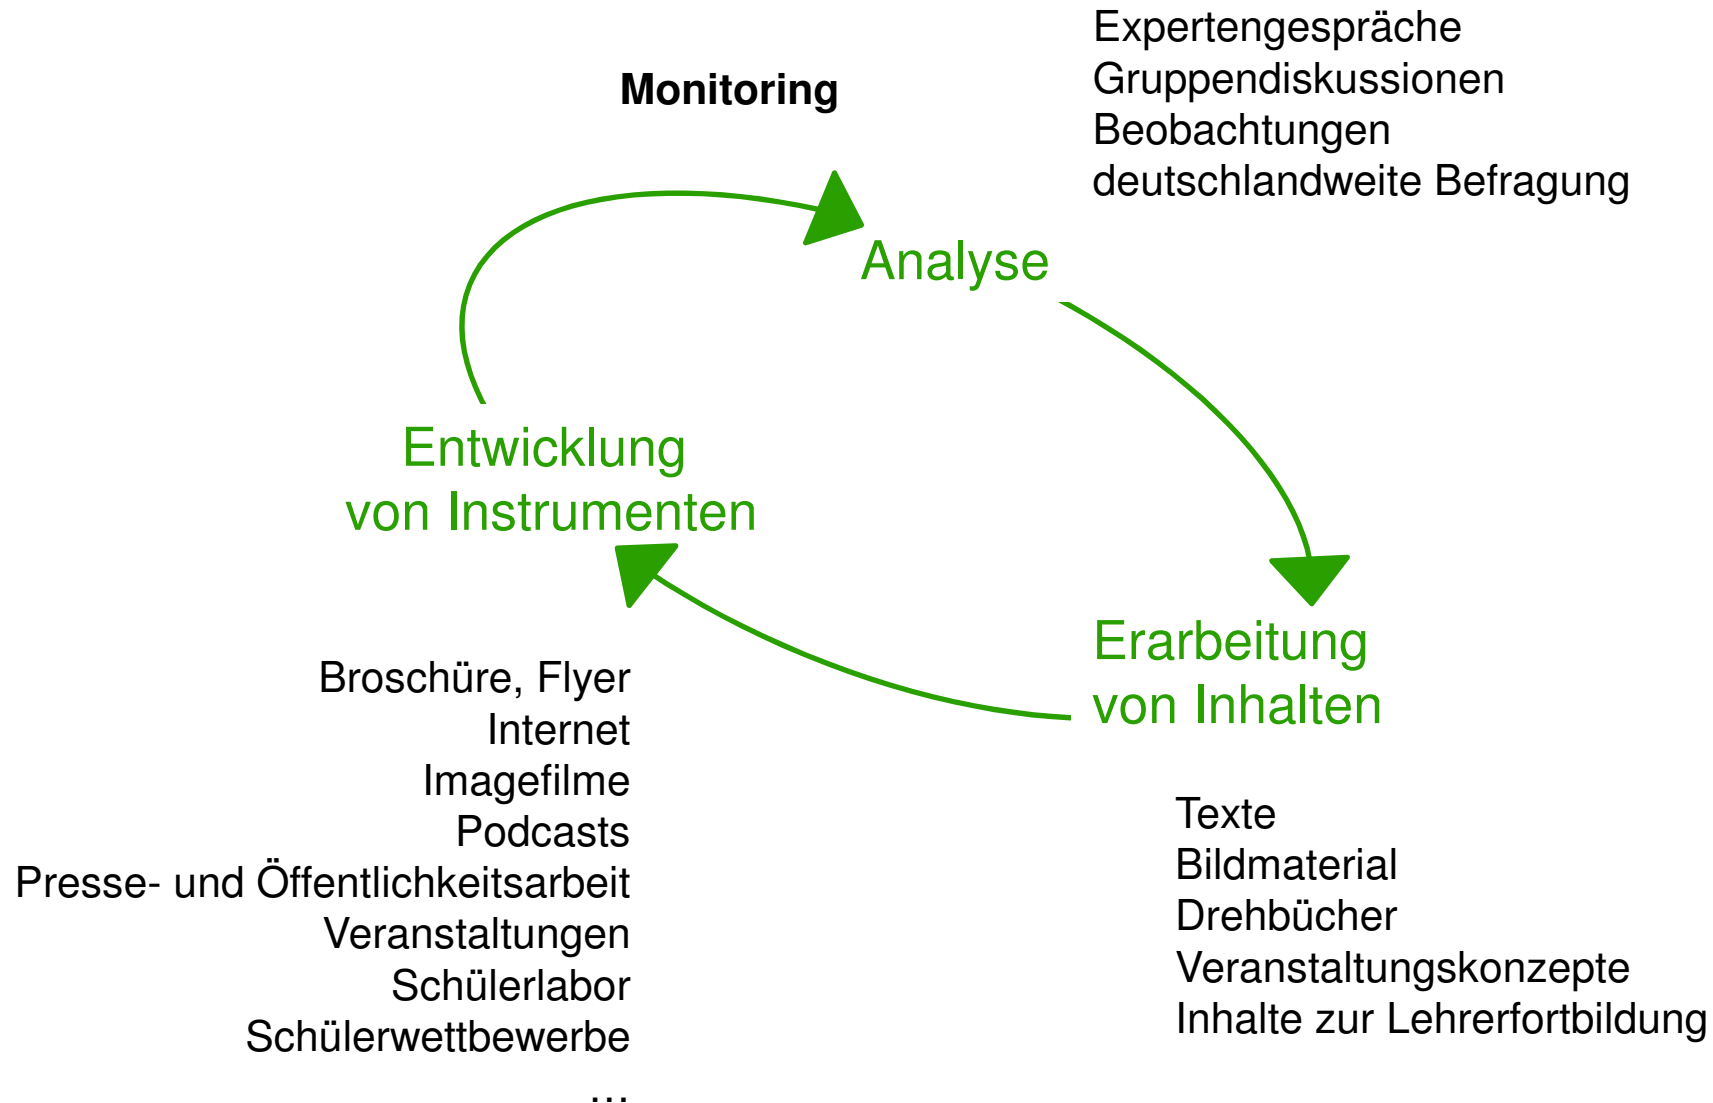 Monitoring
Expertengespräche
Gruppendiskussionen
Beobachtungen
deutschlandweite Befragung
Analyse
Entwicklung
von Instrumenten
Erarbeitung
von Inhalten
Broschüre, Flyer
Internet
Imagefilme
Podcasts
Presse- und Öffentlichkeitsarbeit
Veranstaltungen
Schülerlabor
Schülerwettbewerbe
...
Texte
Bildmaterial
Drehbücher
Veranstaltungskonzepte
Inhalte zur Lehrerfortbildung